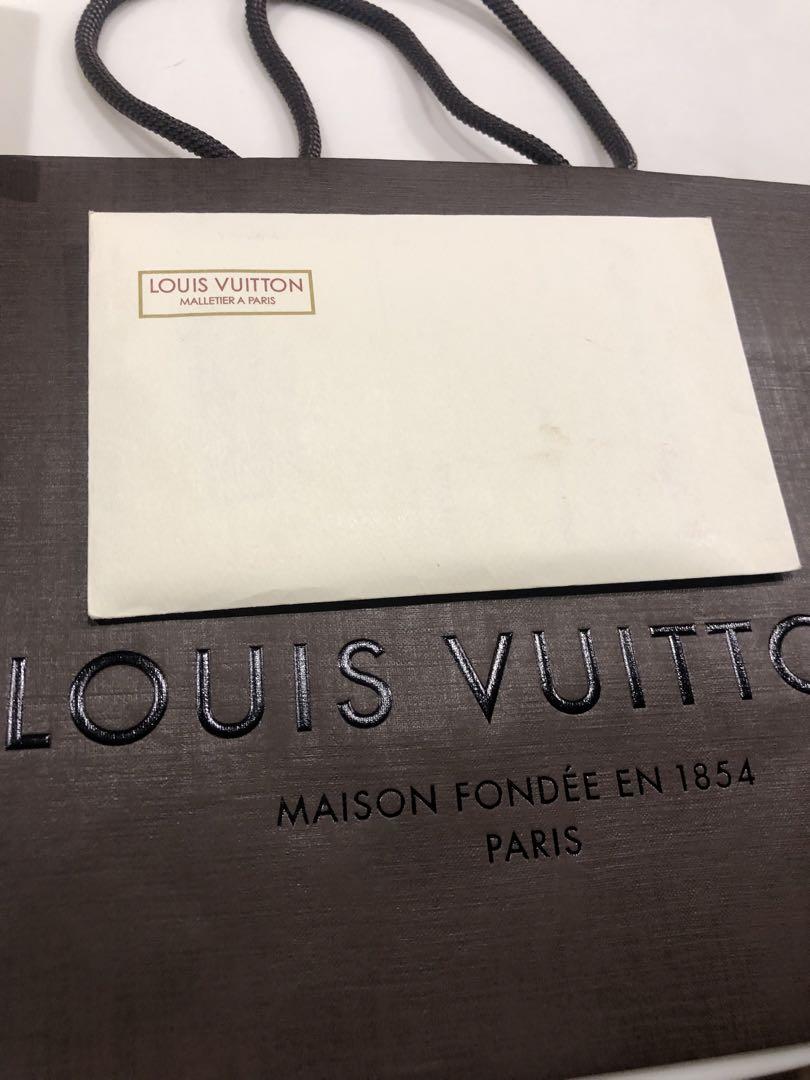 LOUIS VUITTON
MALLETIER A PARIS
LOUIS VUITTO
MAISON FONDÉE EN 1854
PARIS